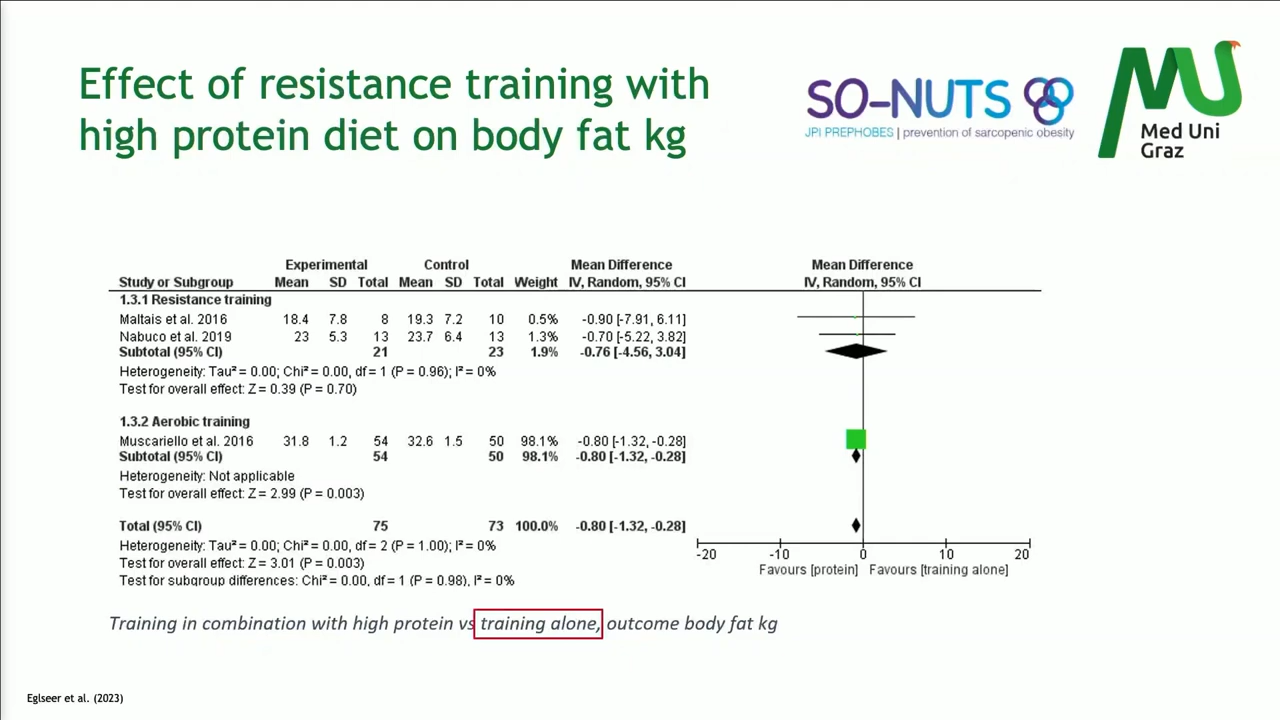 Effect of resistance training with
high protein diet on body fat kg
SO-NUTS
JPI PREPHOBES | prevention of sarcopenic obesity
Med Uni
Graz
Experimental Control Mean Difference Mean Difference
Study or Subgroup Mean SD Total Mean SD Total Weight IV, Random, 95% CI IV, Random, 95% CI
1.3.1 Resistance training
Maltais et al. 2016 18.4 7.8 8 19.3 7.2 10 0.5% -0.90 [-7.91, 6.11]
Nabuco et al. 2019 23 5.3 13 23.7 6.4 13 1.3% -0.70 [-5.22, 3.82]
Subtotal (95% CI) 21 23 1.9% -0.76 [-4.56, 3.04]
Heterogeneity: Tau² = 0.00; Chi² = 0.00, df = 1 (P = 0.96); I² = 0%
Test for overall effect: Z = 0.39 (P = 0.70)
1.3.2 Aerobic training
Muscariello et al. 2016 31.8 1.2 54 32.6 1.5 50 98.1% -0.80 [-1.32, -0.28]
Subtotal (95% CI) 54 50 98.1% -0.80 [-1.32, -0.28]
Heterogeneity: Not applicable
Test for overall effect: Z = 2.99 (P = 0.003)
Total (95% CI) 75 73 100.0% -0.80 [-1.32, -0.28]
Heterogeneity: Tau² = 0.00; Chi² = 0.00, df = 2 (P = 1.00); I² = 0%
Test for overall effect: Z = 3.01 (P = 0.003)
Test for subgroup differences: Chi² = 0.00, df = 1 (P = 0.98), I² = 0%
-20 -10 0 10 20
Favours [protein] Favours [training alone]
Training in combination with high protein vs training alone, outcome body fat kg
Eglseer et al. (2023)